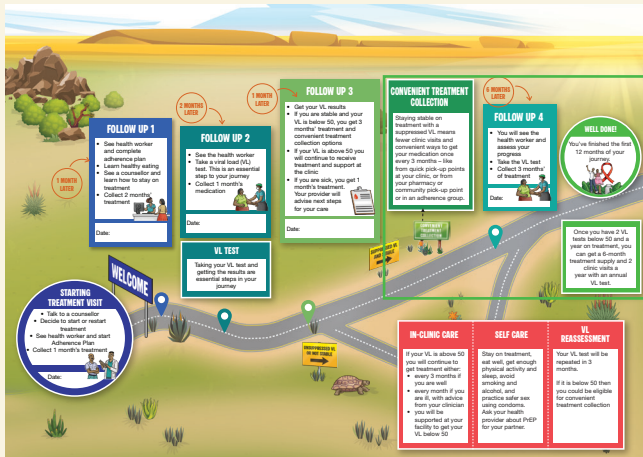 1 MONTH
LATER
FOLLOW UP 1
• See health worker
and complete
adherence plan
• Learn healthy eating
• See a counsellor and
learn how to stay on
treatment
• Collect 2 months'
treatment
Date:
2 MONTHS
LATER
FOLLOW UP 2
• See the health worker
• Take a viral load (VL)
test. This is an essential
step to your journey
• Collect 1 month's
medication
Date:
VL TEST
Taking your VL test and
getting the results are
essential steps in your
journey
1 MONTH
LATER
FOLLOW UP 3
• Get your VL results
• If you are stable and your
VL is below 50, you get 3
months' treatment and
convenient treatment
collection options
• If your VL is above 50 you
will continue to receive
treatment and support at
the clinic
• If you are sick, you get 1
month's treatment.
Your provider will
advise next steps
for your care
Date:
CONVENIENT TREATMENT
COLLECTION
Staying stable on
treatment with a
suppressed VL means
fewer clinic visits and
convenient ways to get
your medication once
every 3 months – like
from quick pick-up points
at your clinic, or from
your pharmacy or
community pick-up point
or in an adherence group.
CONVENIENT
TREATMENT
COLLECTION
6 MONTHS
LATER
FOLLOW UP 4
• You will see the
health worker and
assess your
progress
• Take the VL test
• Collect 3 months'
of treatment
Date:
WELL DONE!
You've finished the first
12 months of your
journey.
Once you have 2 VL
tests below 50 and a
year on treatment, you
can get a 6-month
treatment supply and 2
clinic visits a
year with an annual
VL test.
STARTING
TREATMENT VISIT
• Talk to a counsellor
• Decide to start or restart
treatment
• See health worker and start
Adherence Plan
• Collect 1 month's treatment
Date:
WELCOME
SUPPRESSED VL
AND STABLE
UNSUPPRESSED VL
OR NOT STABLE
IN-CLINIC CARE
If your VL is above 50
you will continue to
get treatment either:
• every 3 months if
you are well
• every month if you
are ill, with advice
from your clinician
• you will be
supported at your
facility to get your
VL below 50
SELF CARE
Stay on treatment,
eat well, get enough
physical activity and
sleep, avoid
smoking and
alcohol, and
practice safer sex
using condoms.
Ask your health
provider about PrEP
for your partner.
VL
REASSESSMENT
Your VL test will be
repeated in 3
months.
If it is below 50 then
you could be eligible
for convenient
treatment collection